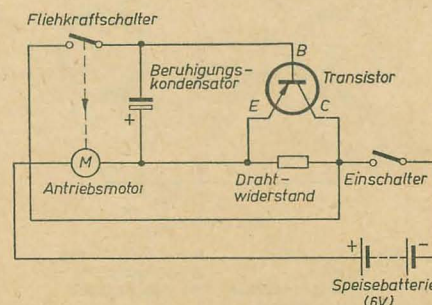 Fliehkraftschalter
B
Beruhigungs-
kondensator
Transistor
E
C
+
M
Antriebsmotor
Draht-
widerstand
Einschalter
+
-
Speisebatterie
(6V)